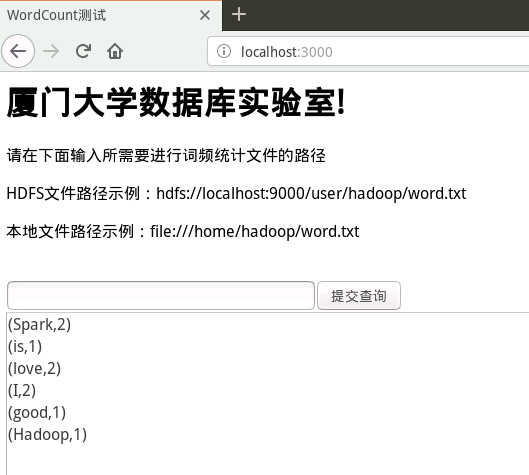 WordCount测试
localhost:3000
厦门大学数据库实验室!
请在下面输入所需要进行词频统计文件的路径
HDFS文件路径示例：hdfs://localhost:9000/user/hadoop/word.txt
本地文件路径示例：file:///home/hadoop/word.txt
提交查询
(Spark,2)
(is,1)
(love,2)
(I,2)
(good,1)
(Hadoop,1)